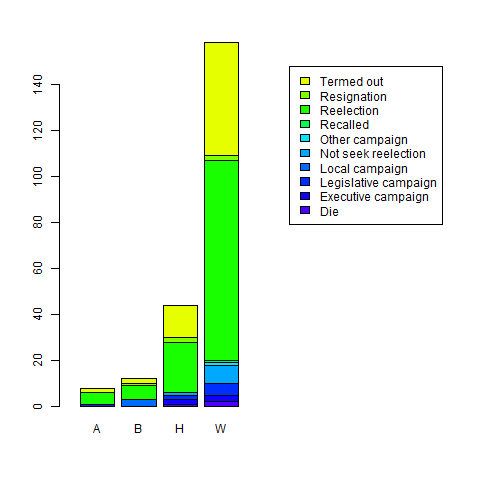 140
120
100
80
60
40
20
0
A B H W
Termed out
Resignation
Reelection
Recalled
Other campaign
Not seek reelection
Local campaign
Legislative campaign
Executive campaign
Die